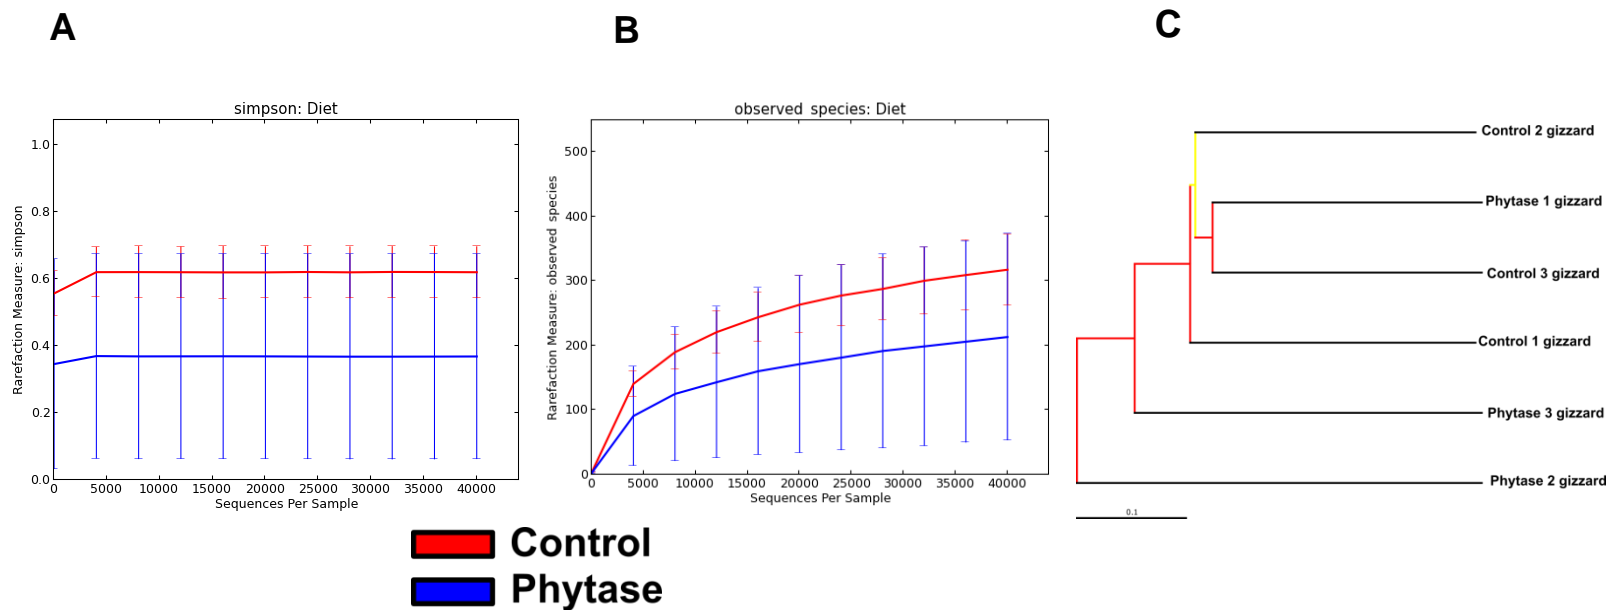 A
B
C
simpson: Diet
Rarefaction Measure: simpson
1.0
0.8
0.6
0.4
0.2
0.0
0 5000 10000 15000 20000 25000 30000 35000 40000
Sequences Per Sample
observed species: Diet
Rarefaction Measure: observed species
500
400
300
200
100
0
0 5000 10000 15000 20000 25000 30000 35000 40000
Sequences Per Sample
Control 2 gizzard
Phytase 1 gizzard
Control 3 gizzard
Control 1 gizzard
Phytase 3 gizzard
Phytase 2 gizzard
0.1
Control
Phytase